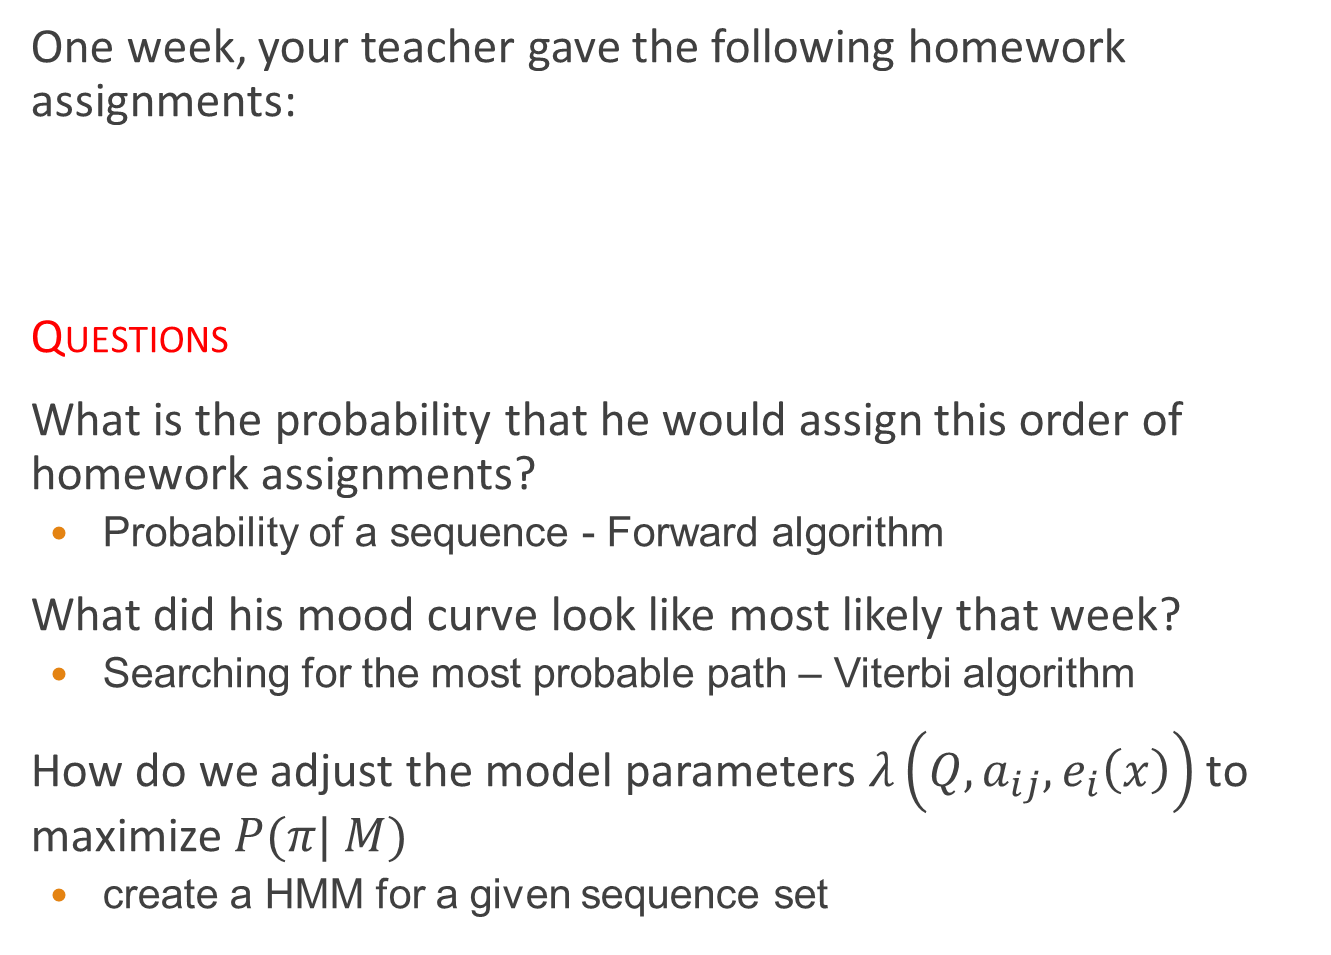 One week, your teacher gave the following homework
assignments:
QUESTIONS
What is the probability that he would assign this order of
homework assignments?
• Probability of a sequence - Forward algorithm
What did his mood curve look like most likely that week?
• Searching for the most probable path – Viterbi algorithm
How do we adjust the model parameters λ(Q, a_{ij}, e_i(x)) to
maximize P(π| M)
• create a HMM for a given sequence set